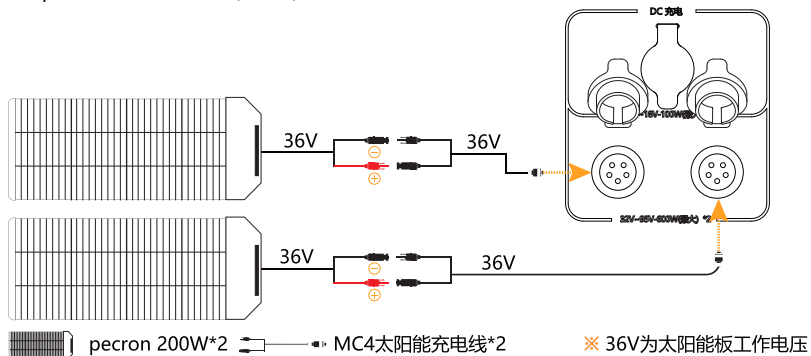 DC 充电
36V
36V
36V
36V
32V~95V-600W(最大) *2
pecron 200W*2
MC4太阳能充电线*2
※ 36V为太阳能板工作电压